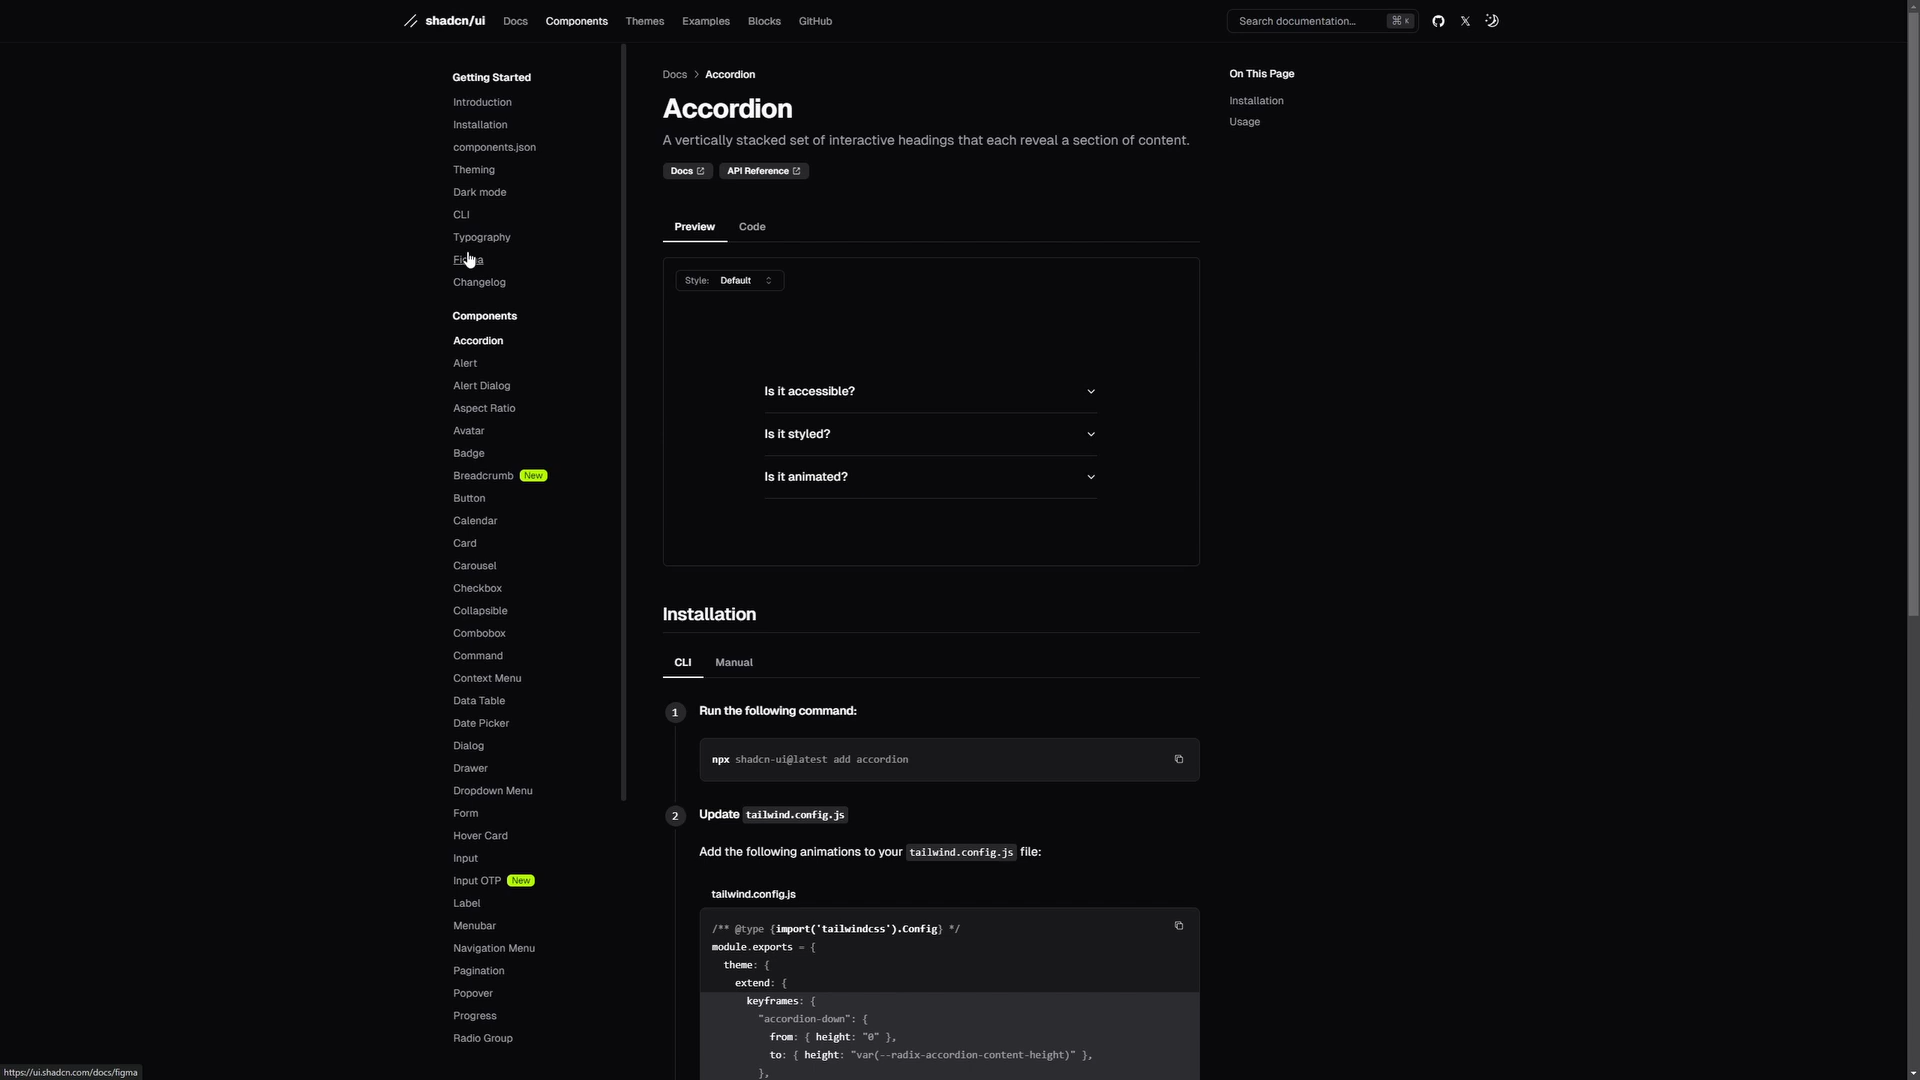 shadcn/ui Docs Components Themes Examples Blocks GitHub
Search documentation... ⌘ K
Getting Started
Introduction
Installation
components.json
Theming
Dark mode
CLI
Typography
Figma
Changelog
Components
Accordion
Alert
Alert Dialog
Aspect Ratio
Avatar
Badge
Breadcrumb New
Button
Calendar
Card
Carousel
Checkbox
Collapsible
Combobox
Command
Context Menu
Data Table
Date Picker
Dialog
Drawer
Dropdown Menu
Form
Hover Card
Input
Input OTP New
Label
Menubar
Navigation Menu
Pagination
Popover
Progress
Radio Group
Docs > Accordion
Accordion
A vertically stacked set of interactive headings that each reveal a section of content.
Docs API Reference
Preview Code
Style: Default
Is it accessible?
Is it styled?
Is it animated?
Installation
CLI Manual
1 Run the following command:
npx shadcn-ui@latest add accordion
2 Update tailwind.config.js
Add the following animations to your tailwind.config.js file:
tailwind.config.js
/** @type {import('tailwindcss').Config} */
module.exports = {
theme: {
extend: {
keyframes: {
"accordion-down": {
from: { height: "0" },
to: { height: "var(--radix-accordion-content-height)" },
},
On This Page
Installation
Usage
https://ui.shadcn.com/docs/figma